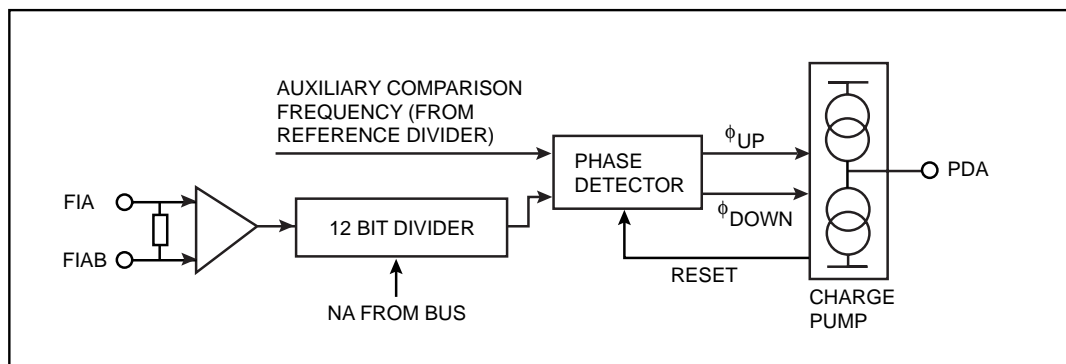 AUXILIARY COMPARISON
FREQUENCY (FROM
REFERENCE DIVIDER)
FIA
FIAB
12 BIT DIVIDER
NA FROM BUS
PHASE
DETECTOR
ϕUP
ϕDOWN
RESET
PDA
CHARGE
PUMP